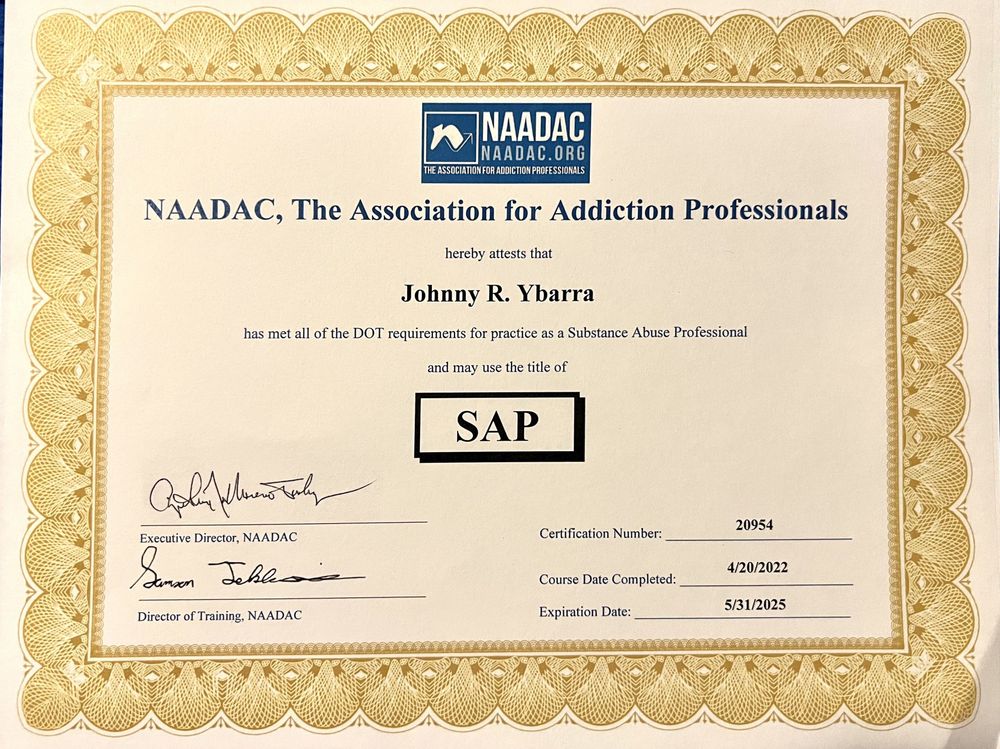 NAADAC
NAADAC.ORG
THE ASSOCIATION FOR ADDICTION PROFESSIONALS
NAADAC, The Association for Addiction Professionals
hereby attests that
Johnny R. Ybarra
has met all of the DOT requirements for practice as a Substance Abuse Professional
and may use the title of
SAP
Executive Director, NAADAC
Samson
Director of Training, NAADAC
Certification Number: 20954
Course Date Completed: 4/20/2022
Expiration Date: 5/31/2025